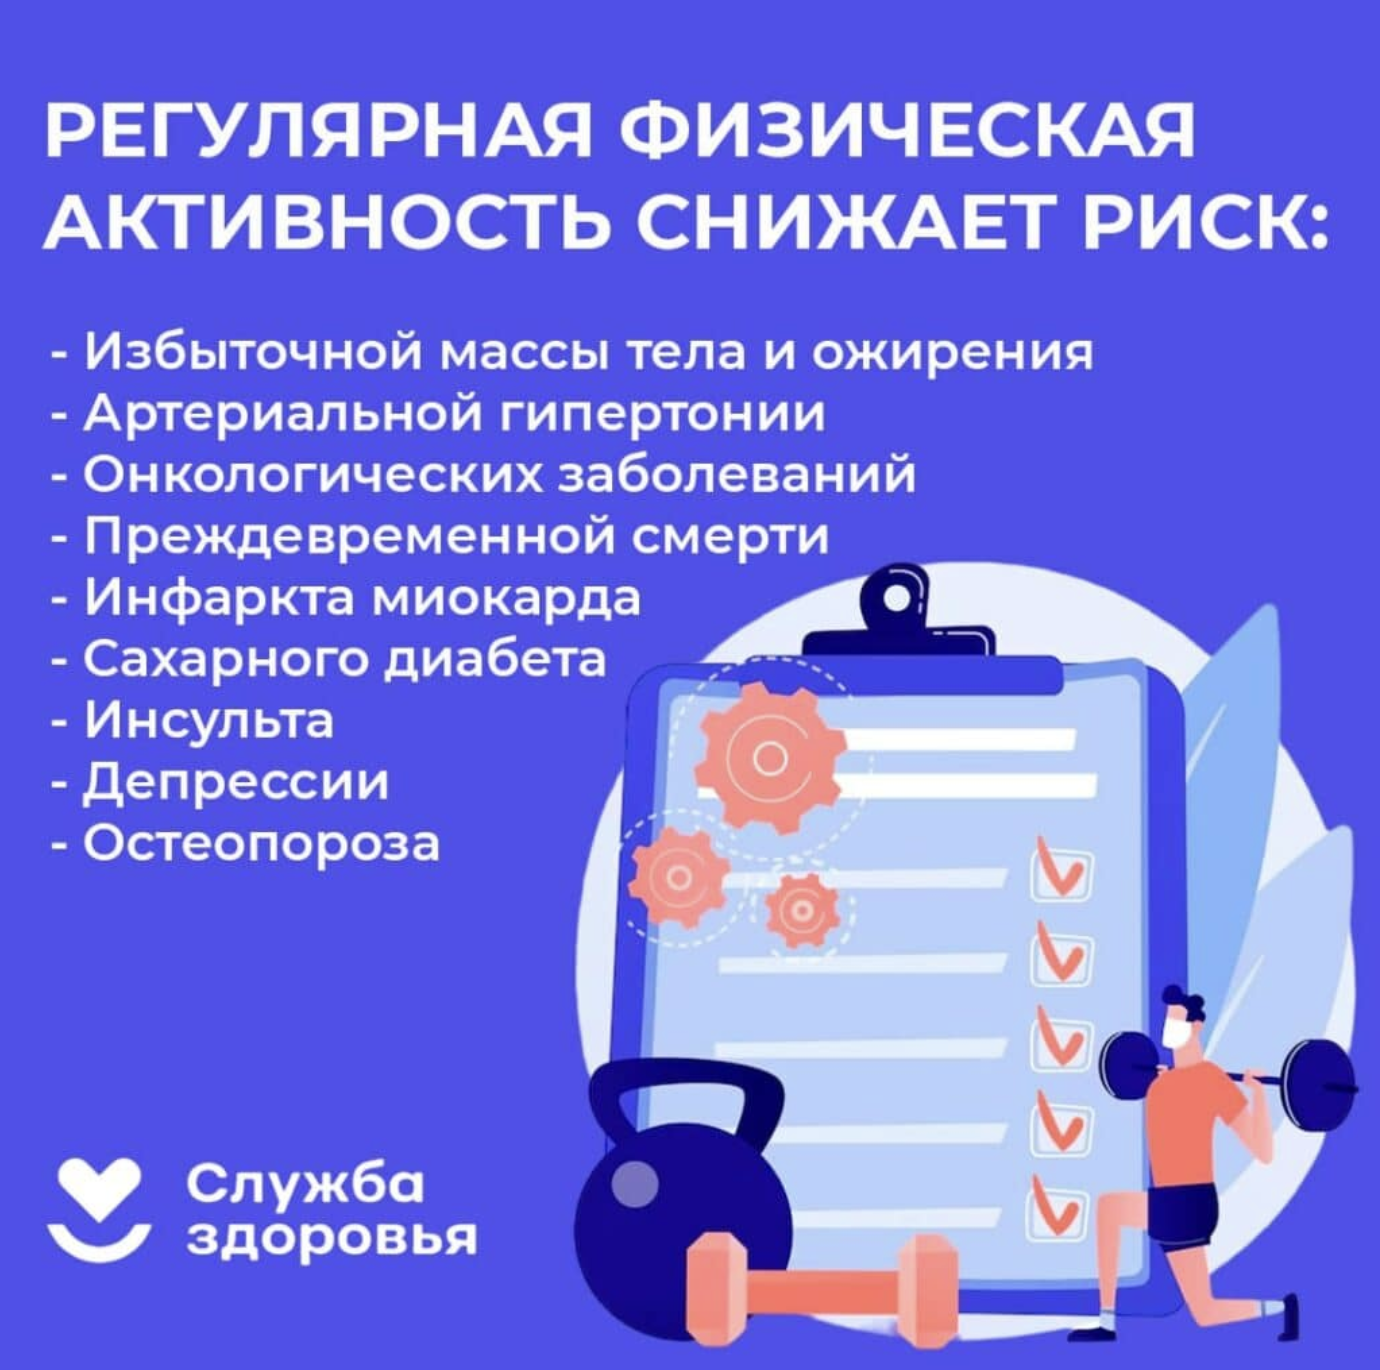 РЕГУЛЯРНАЯ ФИЗИЧЕСКАЯ
АКТИВНОСТЬ СНИЖАЕТ РИСК:
- Избыточной массы тела и ожирения
- Артериальной гипертонии
- Онкологических заболеваний
- Преждевременной смерти
- Инфаркта миокарда
- Сахарного диабета
- Инсульта
- Депрессии
- Остеопороза
Служба
здоровья